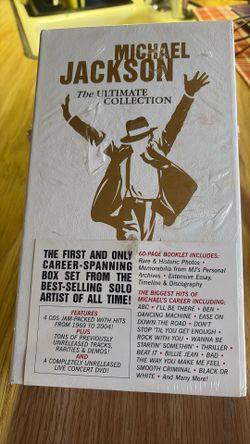 MICHAEL
JACKSON
The ULTIMATE
COLLECTION
THE FIRST AND ONLY
CAREER-SPANNING
BOX SET FROM THE
BEST-SELLING SOLO
ARTIST OF ALL TIME!
FEATURES
4 CDS JAM-PACKED WITH HITS
FROM 1969 TO 2004!
PLUS
TONS OF PREVIOUSLY
UNRELEASED TRACKS,
RARITIES & DEMOS!
AND
A COMPLETELY UNRELEASED
LIVE CONCERT DVD!
60-PAGE BOOKLET INCLUDES:
Rare & Historic Photos •
Memorabilia from MJ's Personal
Archives • Extensive Essay,
Timeline & Discography
THE BIGGEST HITS OF
MICHAEL'S CAREER INCLUDING:
ABC • I'LL BE THERE • BEN •
DANCING MACHINE • EASE ON
DOWN THE ROAD • DON'T
STOP 'TIL YOU GET ENOUGH •
ROCK WITH YOU • WANNA BE
STARTIN' SOMETHIN' • THRILLER •
BEAT IT • BILLIE JEAN • BAD •
THE WAY YOU MAKE ME FEEL •
SMOOTH CRIMINAL • BLACK OR
WHITE • And Many More!